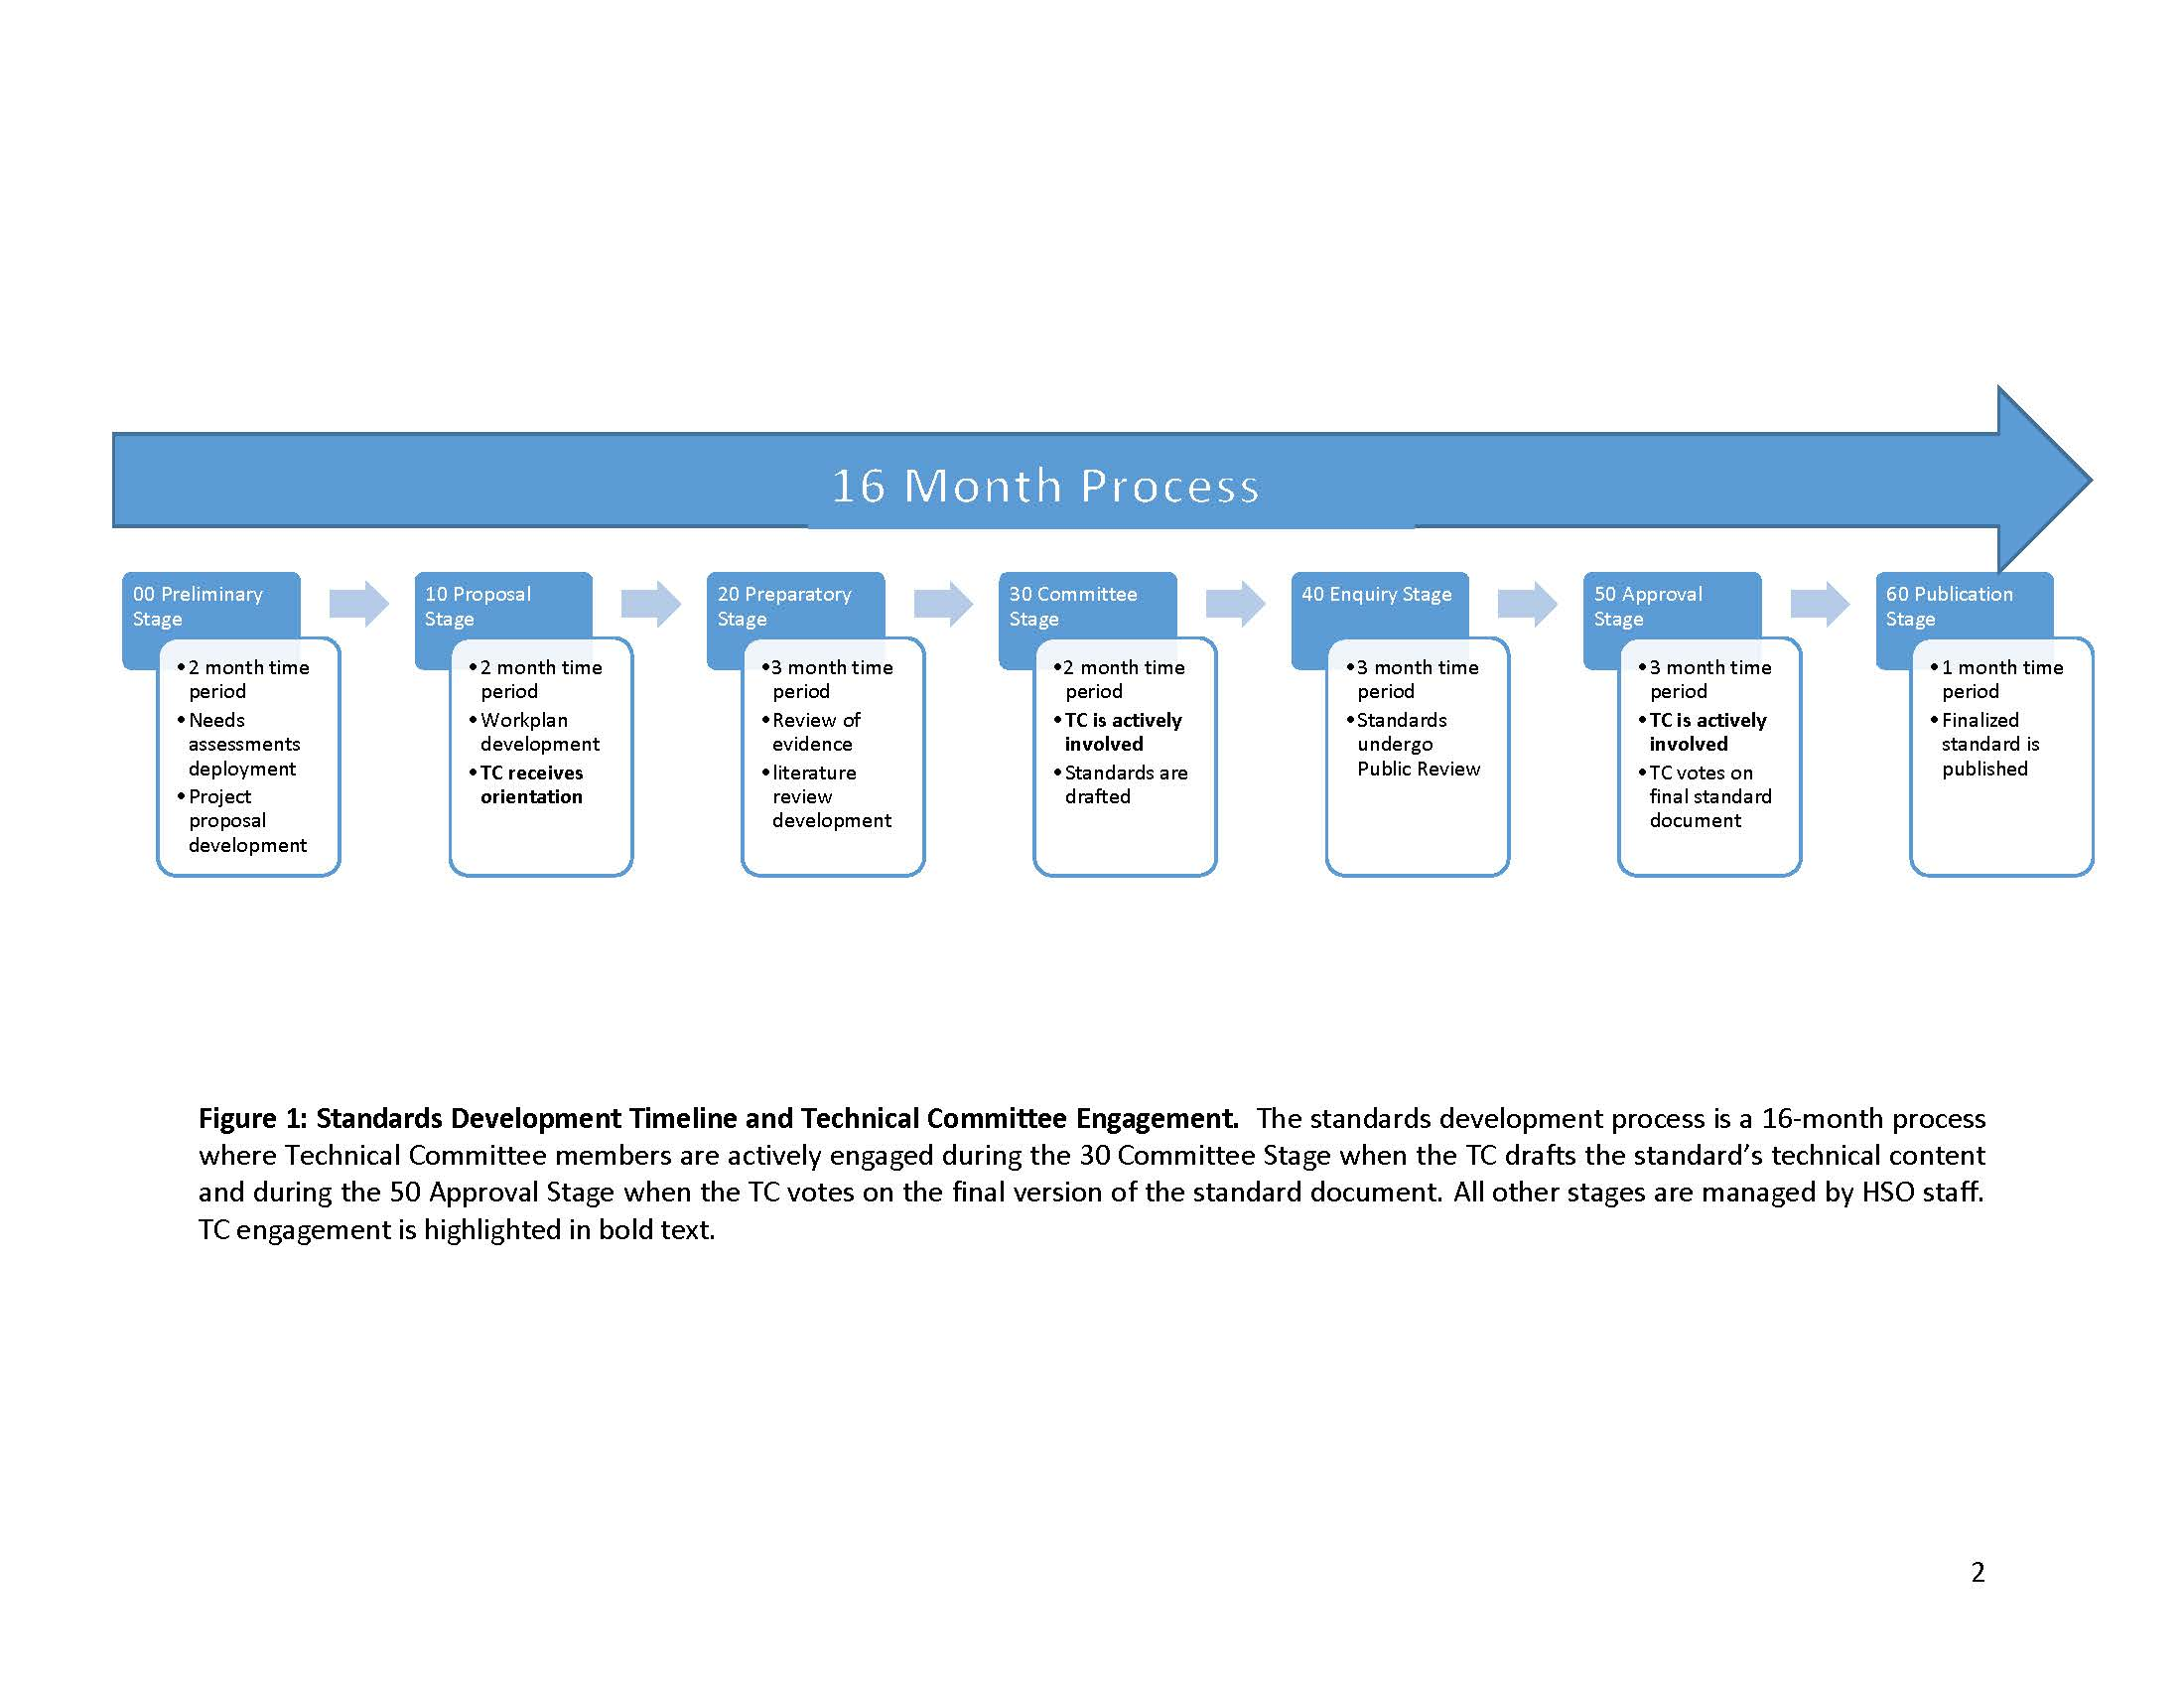 16 Month Process
00 Preliminary
Stage
•2 month time
period
•Needs
assessments
deployment
•Project
proposal
development
10 Proposal
Stage
•2 month time
period
•Workplan
development
•TC receives
orientation
20 Preparatory
Stage
•3 month time
period
•Review of
evidence
•literature
review
development
30 Committee
Stage
•2 month time
period
•TC is actively
involved
•Standards are
drafted
40 Enquiry Stage
•3 month time
period
•Standards
undergo
Public Review
50 Approval
Stage
•3 month time
period
•TC is actively
involved
•TC votes on
final standard
document
60 Publication
Stage
•1 month time
period
•Finalized
standard is
published
Figure 1: Standards Development Timeline and Technical Committee Engagement. The standards development process is a 16-month process
where Technical Committee members are actively engaged during the 30 Committee Stage when the TC drafts the standard’s technical content
and during the 50 Approval Stage when the TC votes on the final version of the standard document. All other stages are managed by HSO staff.
TC engagement is highlighted in bold text.
2